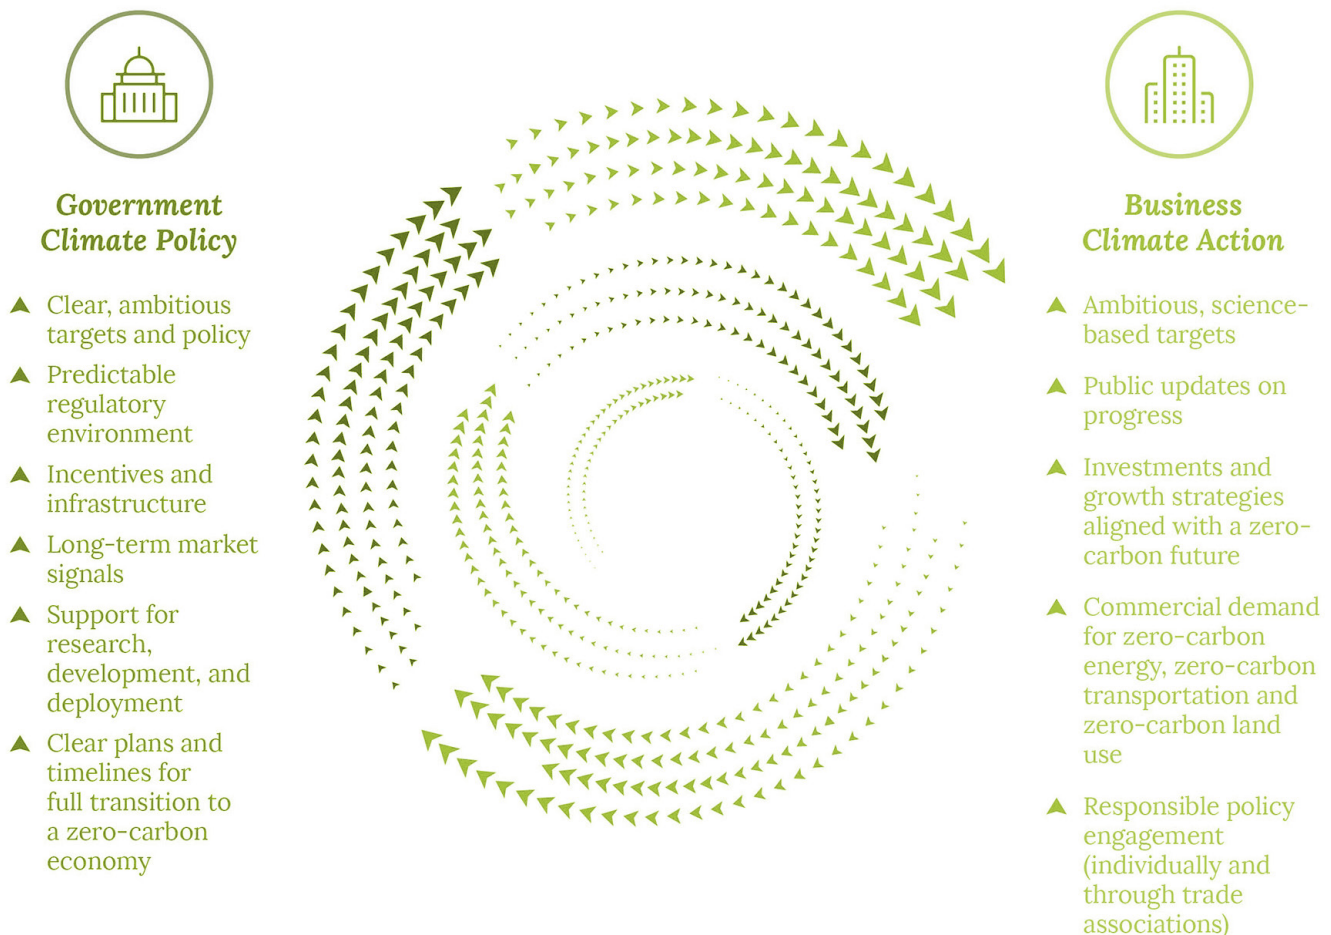 Government
Climate Policy
Clear, ambitious
targets and policy
Predictable
regulatory
environment
Incentives and
infrastructure
Long-term market
signals
Support for
research,
development, and
deployment
Clear plans and
timelines for
full transition to
a zero-carbon
economy
Business
Climate Action
Ambitious, science-
based targets
Public updates on
progress
Investments and
growth strategies
aligned with a zero-
carbon future
Commercial demand
for zero-carbon
energy, zero-carbon
transportation and
zero-carbon land
use
Responsible policy
engagement
(individually and
through trade
associations)